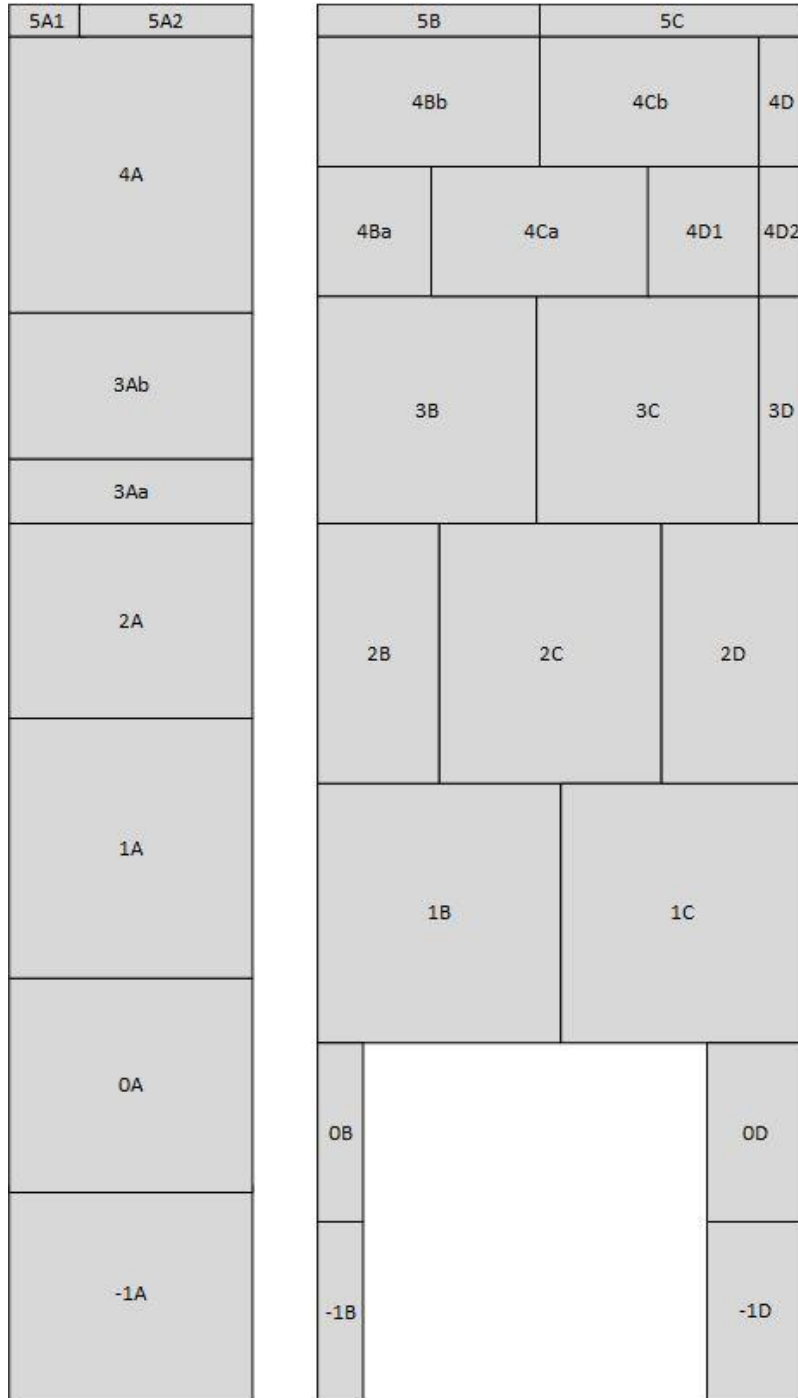 5A1 5A2 5B 5C
4Bb 4Cb 4D
4A
4Ba 4Ca 4D1 4D2
3Ab
3B 3C 3D
3Aa
2A
2B 2C 2D
1A
1B 1C
0A
0B 0D
-1A
-1B -1D